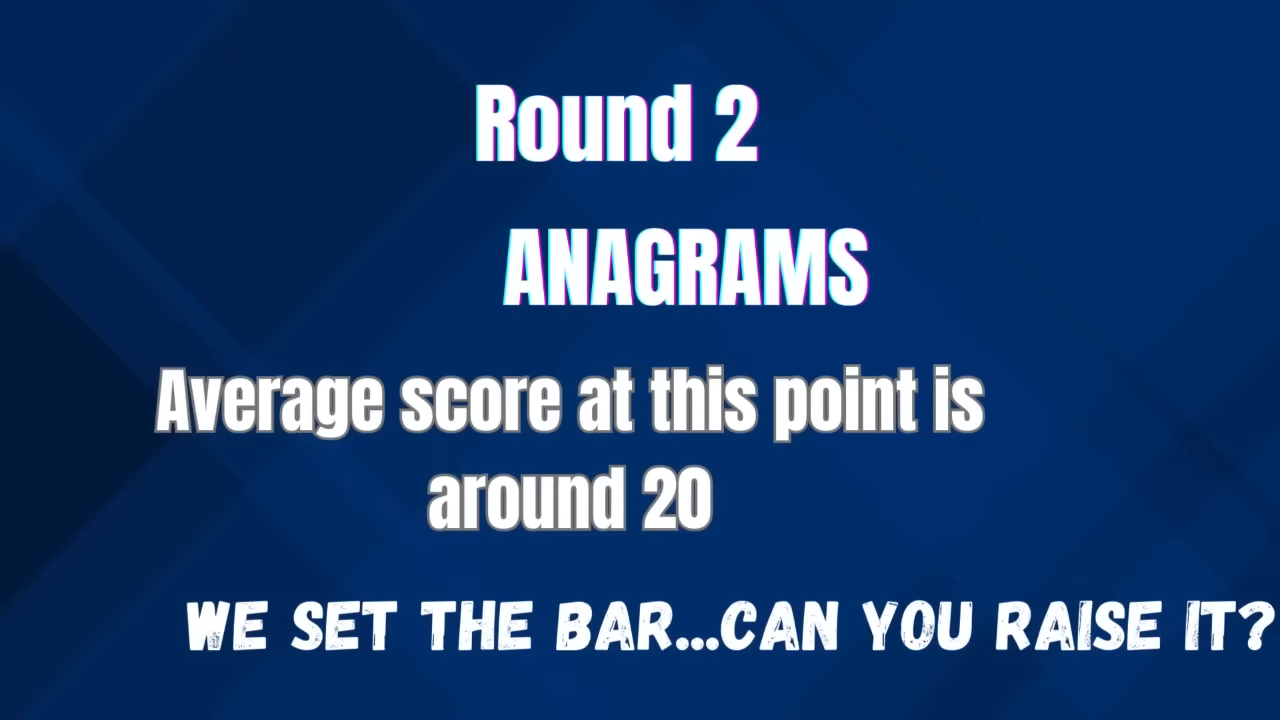 Round 2
ANAGRAMS
Average score at this point is
around 20
WE SET THE BAR...CAN YOU RAISE IT?